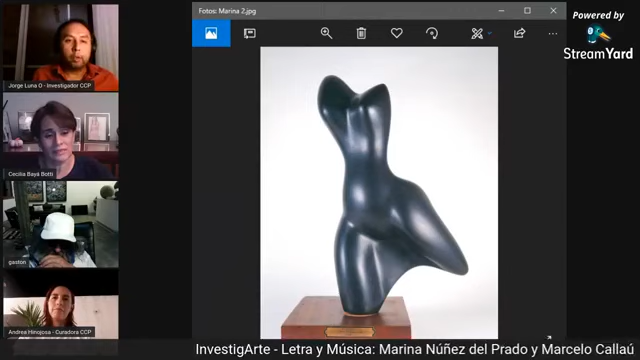 Fotos: Marina 2.jpg
Powered by
StreamYard
Jorge Luna O - Investigador CCP
Cecilia Bayá Botti
gaston
Andrea Hinojosa - Curadora CCP
InvestigArte - Letra y Música: Marina Núñez del Prado y Marcelo Callaú